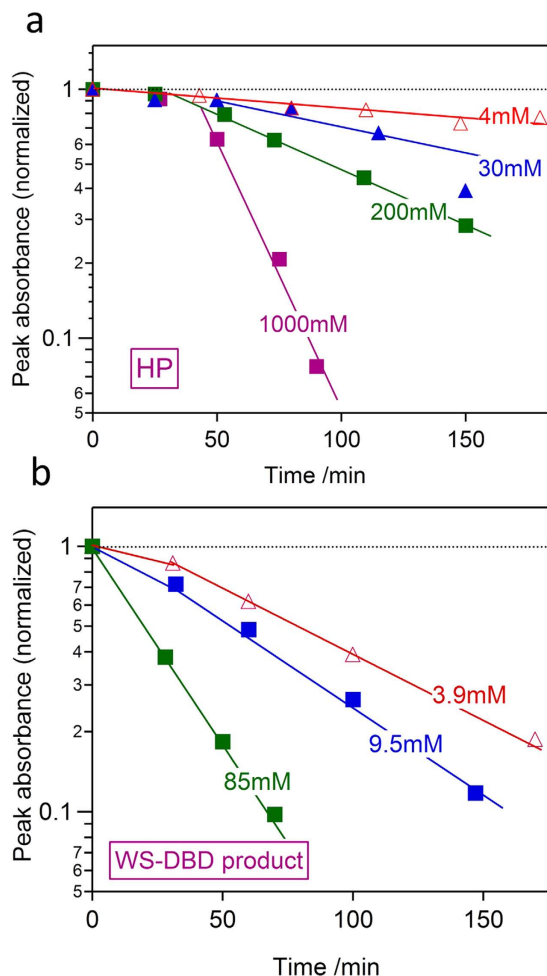 a
Peak absorbance (normalized)
1
6
5
4
3
2
0.1
6
5
4mM
30mM
200mM
1000mM
HP
0
50
100
150
Time /min
b
Peak absorbance (normalized)
1
7
6
5
4
3
2
0.1
7
6
5
3.9mM
9.5mM
85mM
WS-DBD product
0
50
100
150
Time /min